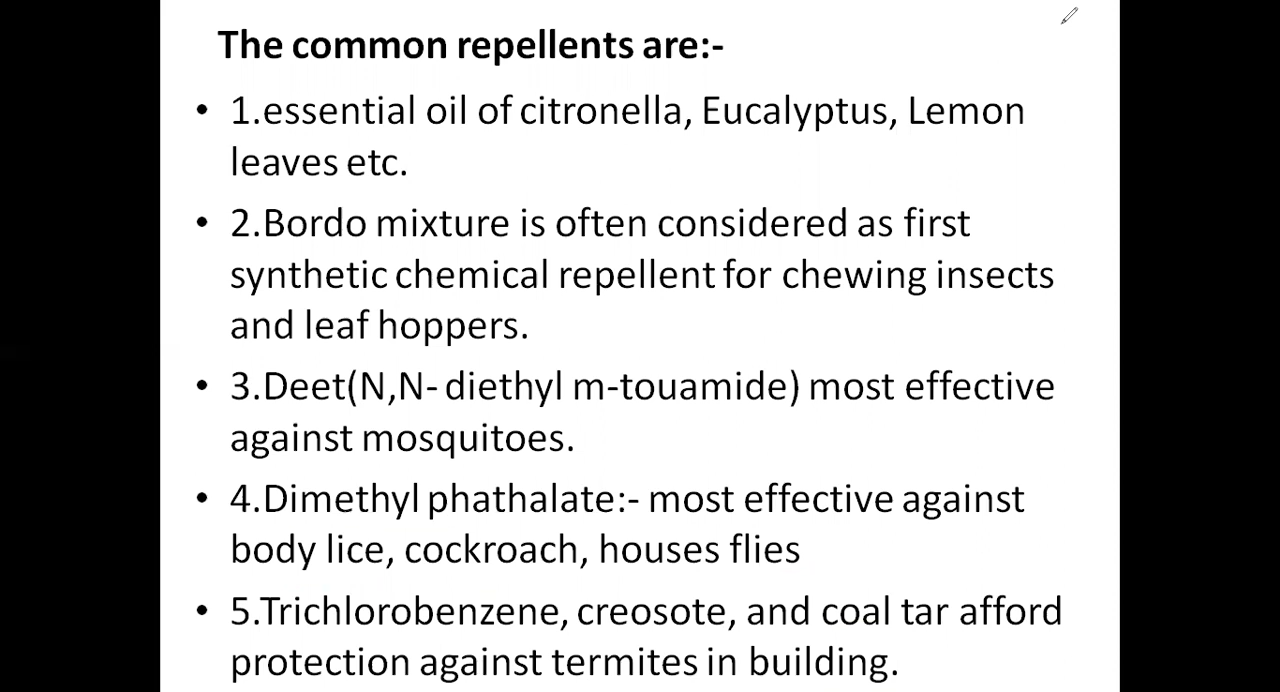 The common repellents are:-
• 1.essential oil of citronella, Eucalyptus, Lemon
leaves etc.
• 2.Bordo mixture is often considered as first
synthetic chemical repellent for chewing insects
and leaf hoppers.
• 3.Deet(N,N- diethyl m-touamide) most effective
against mosquitoes.
• 4.Dimethyl phathalate:- most effective against
body lice, cockroach, houses flies
• 5.Trichlorobenzene, creosote, and coal tar afford
protection against termites in building.